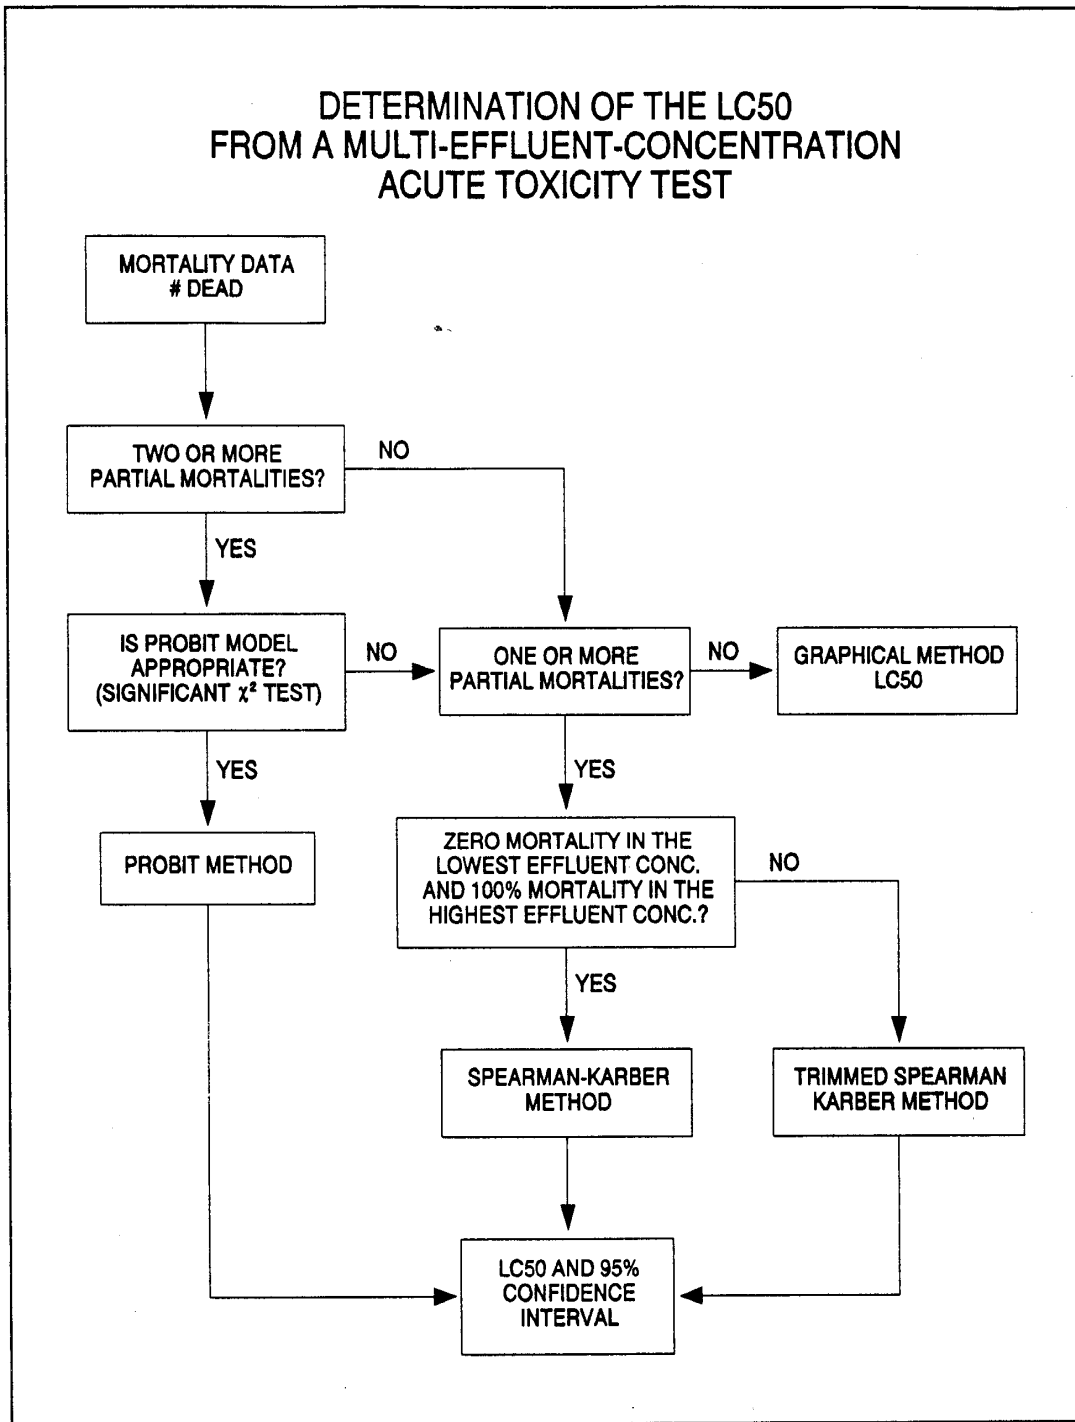 DETERMINATION OF THE LC50
FROM A MULTI-EFFLUENT-CONCENTRATION
ACUTE TOXICITY TEST
MORTALITY DATA
# DEAD
TWO OR MORE
PARTIAL MORTALITIES?
NO
YES
IS PROBIT MODEL
APPROPRIATE?
(SIGNIFICANT χ² TEST)
NO
ONE OR MORE
PARTIAL MORTALITIES?
NO
GRAPHICAL METHOD
LC50
YES
YES
PROBIT METHOD
ZERO MORTALITY IN THE
LOWEST EFFLUENT CONC.
AND 100% MORTALITY IN THE
HIGHEST EFFLUENT CONC.?
NO
YES
SPEARMAN-KARBER
METHOD
TRIMMED SPEARMAN
KARBER METHOD
LC50 AND 95%
CONFIDENCE
INTERVAL